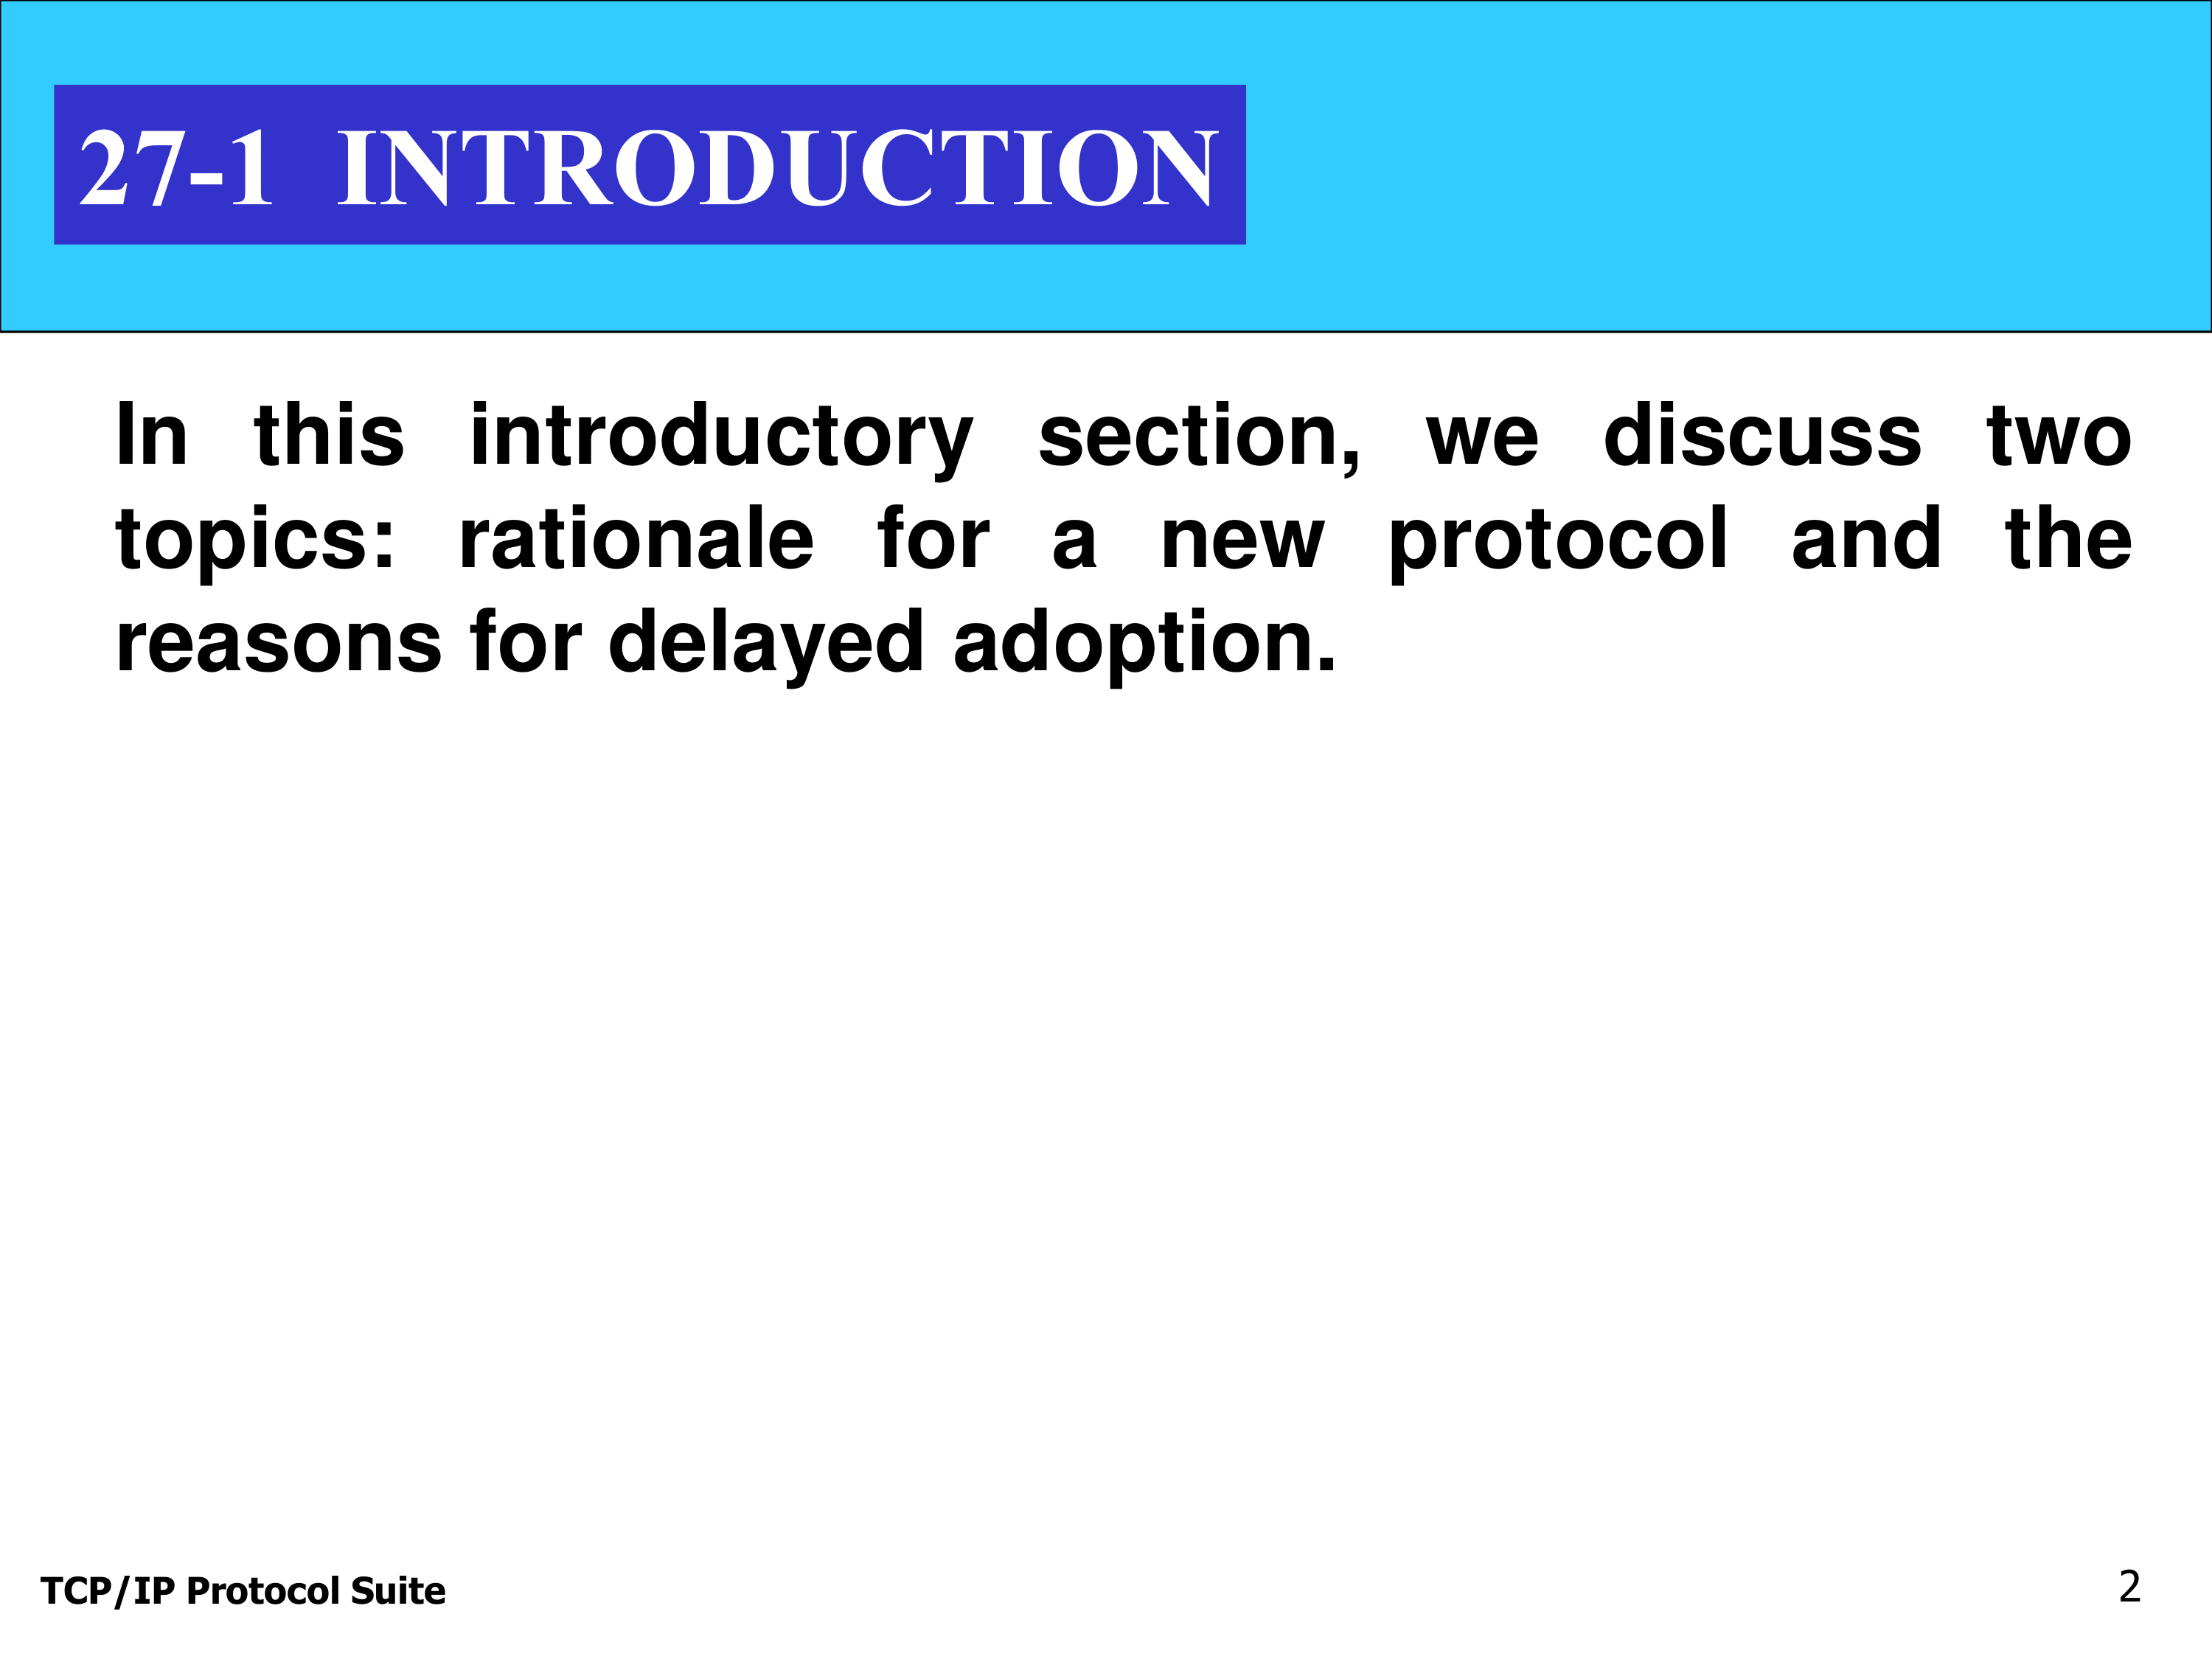 27-1 INTRODUCTION
In this introductory section, we discuss two
topics: rationale for a new protocol and the
reasons for delayed adoption.
TCP/IP Protocol Suite
2